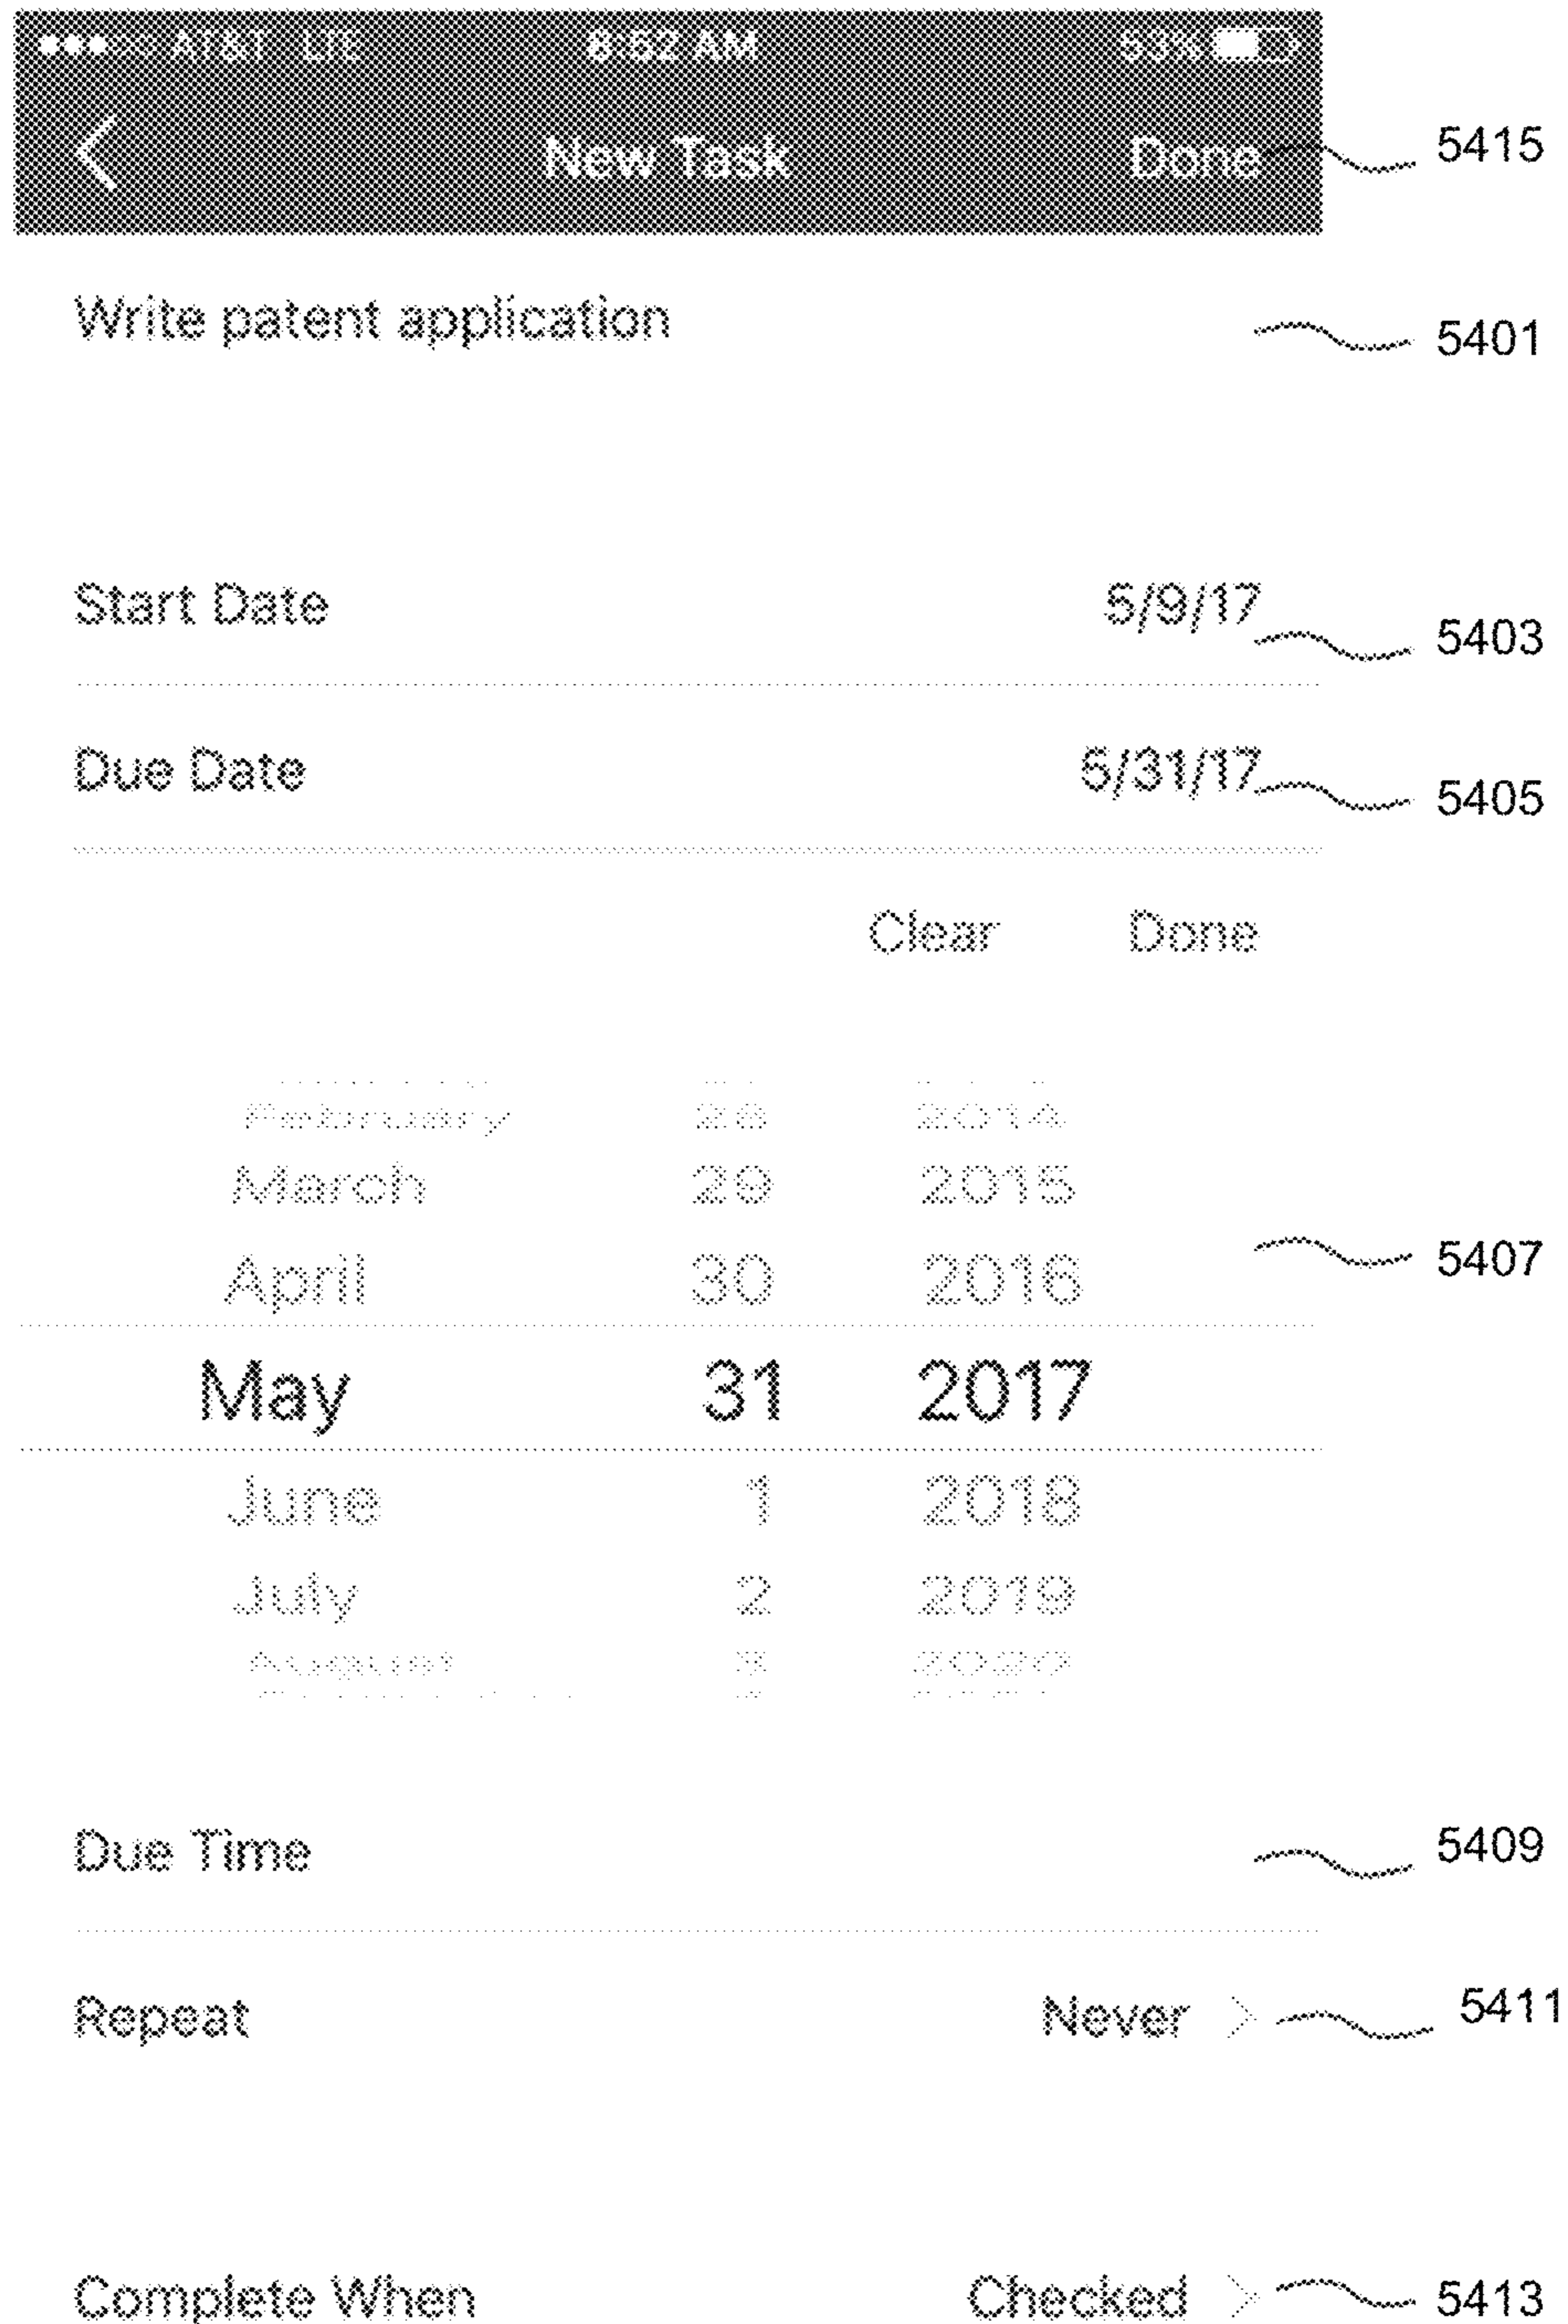 AT&T LTE 8:52 AM
New Task Done 5415
Write patent application 5401
Start Date 5/9/17 5403
Due Date 5/31/17 5405
Clear Done
February 28 2014
March 29 2015
April 30 2016 5407
May 31 2017
June 1 2018
July 2 2019
August 3 2020
Due Time 5409
Repeat Never > 5411
Complete When Checked > 5413